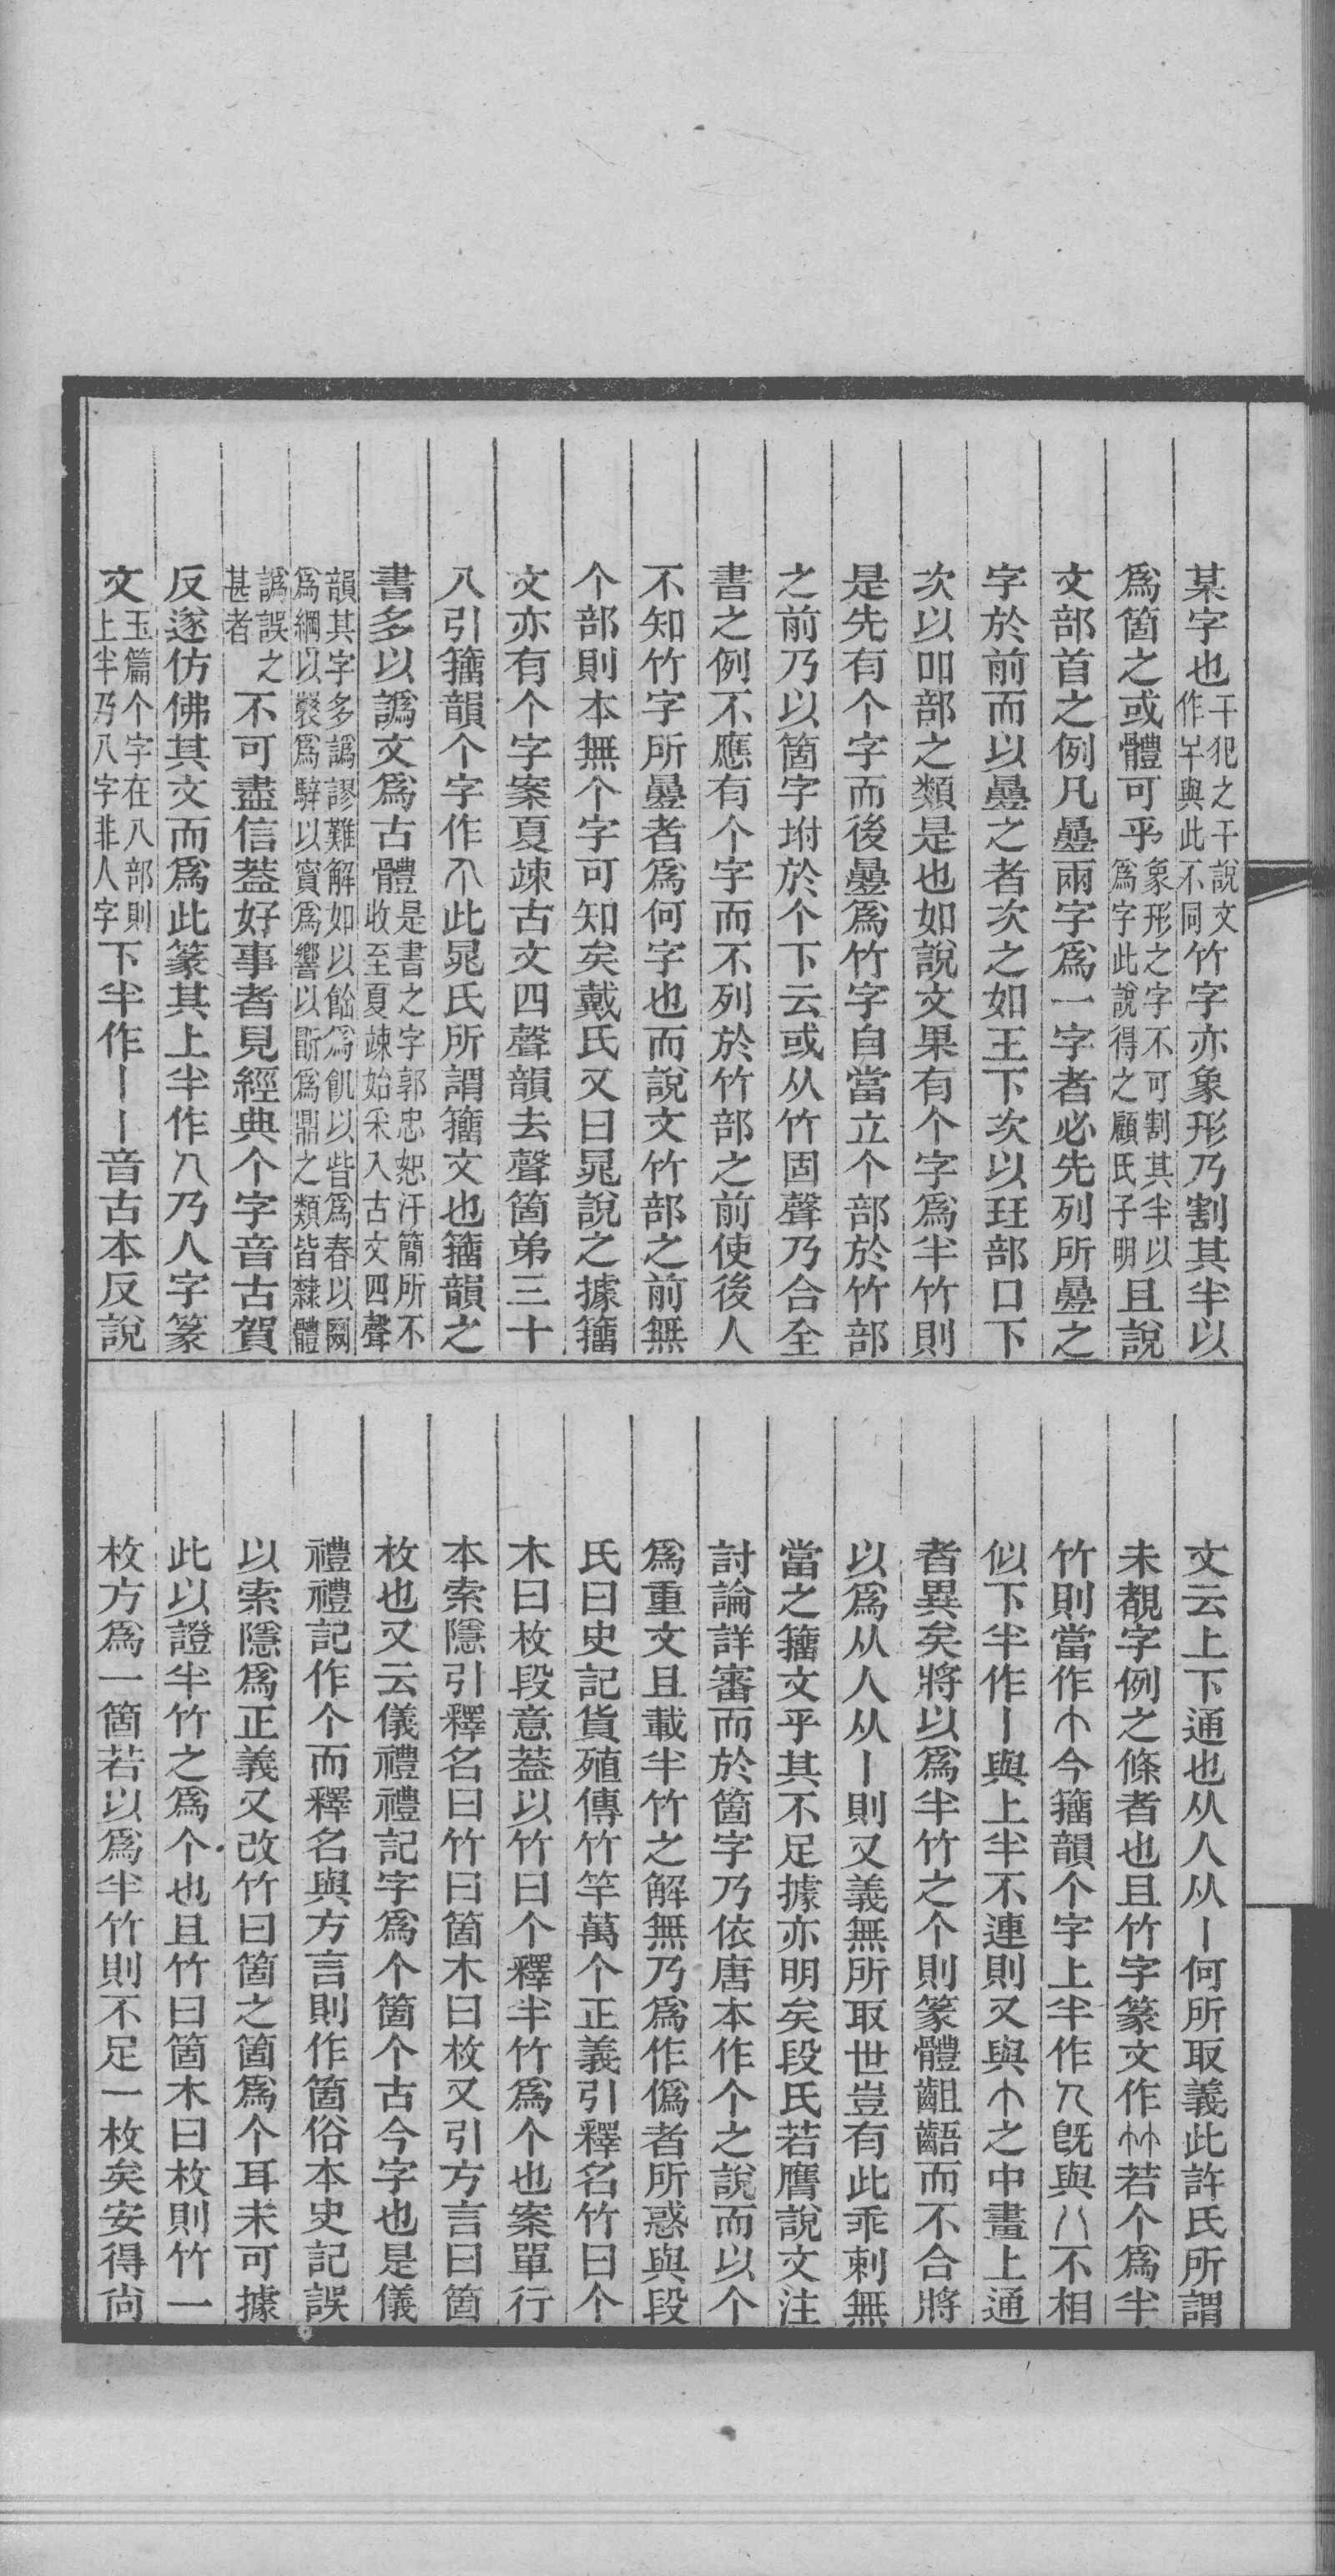 某字也干犯之干說文作𢆉與此不同竹字亦象形乃割其半以
爲箇之或體可乎象形之字不可割其半以爲字此說得之顧氏子明且說
文部首之例凡曡兩字爲一字者必先列所曡之
字於前而以曡之者次之如王下次以玨部口下
次以吅部之類是也如說文果有个字爲半竹則
是先有个字而後曡爲竹字自當立个部於竹部
之前乃以箇字坿於个下云或从竹固聲乃合全
書之例不應有个字而不列於竹部之前使後人
不知竹字所曡者爲何字也而說文竹部之前無
个部則本無个字可知矣戴氏又曰晁說之據籒
文亦有个字案夏竦古文四聲韻去聲箇弟三十
八引籒韻个字作 此晁氏所謂籒文也籒韻之
書多以譌文爲古體是書之字郭忠恕汗簡所不收至夏竦始采入古文四聲
韻其字多譌謬難解如以饀爲飢以旹爲春以网爲綱以褧爲騂以賔爲響以斵爲鼎之類皆隸體
譌誤之甚者不可盡信葢好事者見經典个字音古賀
反遂仿佛其文而爲此篆其上半作 乃人字篆
文玉篇个字在八部則上半乃八字非人字下半作丨丨音古本反說
文云上下通也从人从丨何所取義此許氏所謂
未覩字例之條者也且竹字篆文作 若个爲半
竹則當作 今籒韻个字上半作 旣與 不相
似下半作丨與上半不連則又與 之中畫上通
者異矣將以爲半竹之个則篆體齟齬而不合將
以爲从人从丨則又義無所取世豈有此乖剌無
當之籒文乎其不足據亦明矣段氏若膺說文注
討論詳審而於箇字乃依唐本作个之說而以个
爲重文且載半竹之解無乃爲作僞者所惑與段
氏曰史記貨殖傳竹竿萬个正義引釋名竹曰个
木曰枚段意葢以竹曰个釋半竹爲个也案單行
本索隱引釋名曰竹曰箇木曰枚又引方言曰箇
枚也又云儀禮禮記字爲个箇个古今字也是儀
禮禮記作个而釋名與方言則作箇俗本史記誤
以索隱爲正義又改竹曰箇之箇爲个耳未可據
此以證半竹之爲个也且竹曰箇木曰枚則竹一
枚方爲一箇若以爲半竹則不足一枚矣安得尙